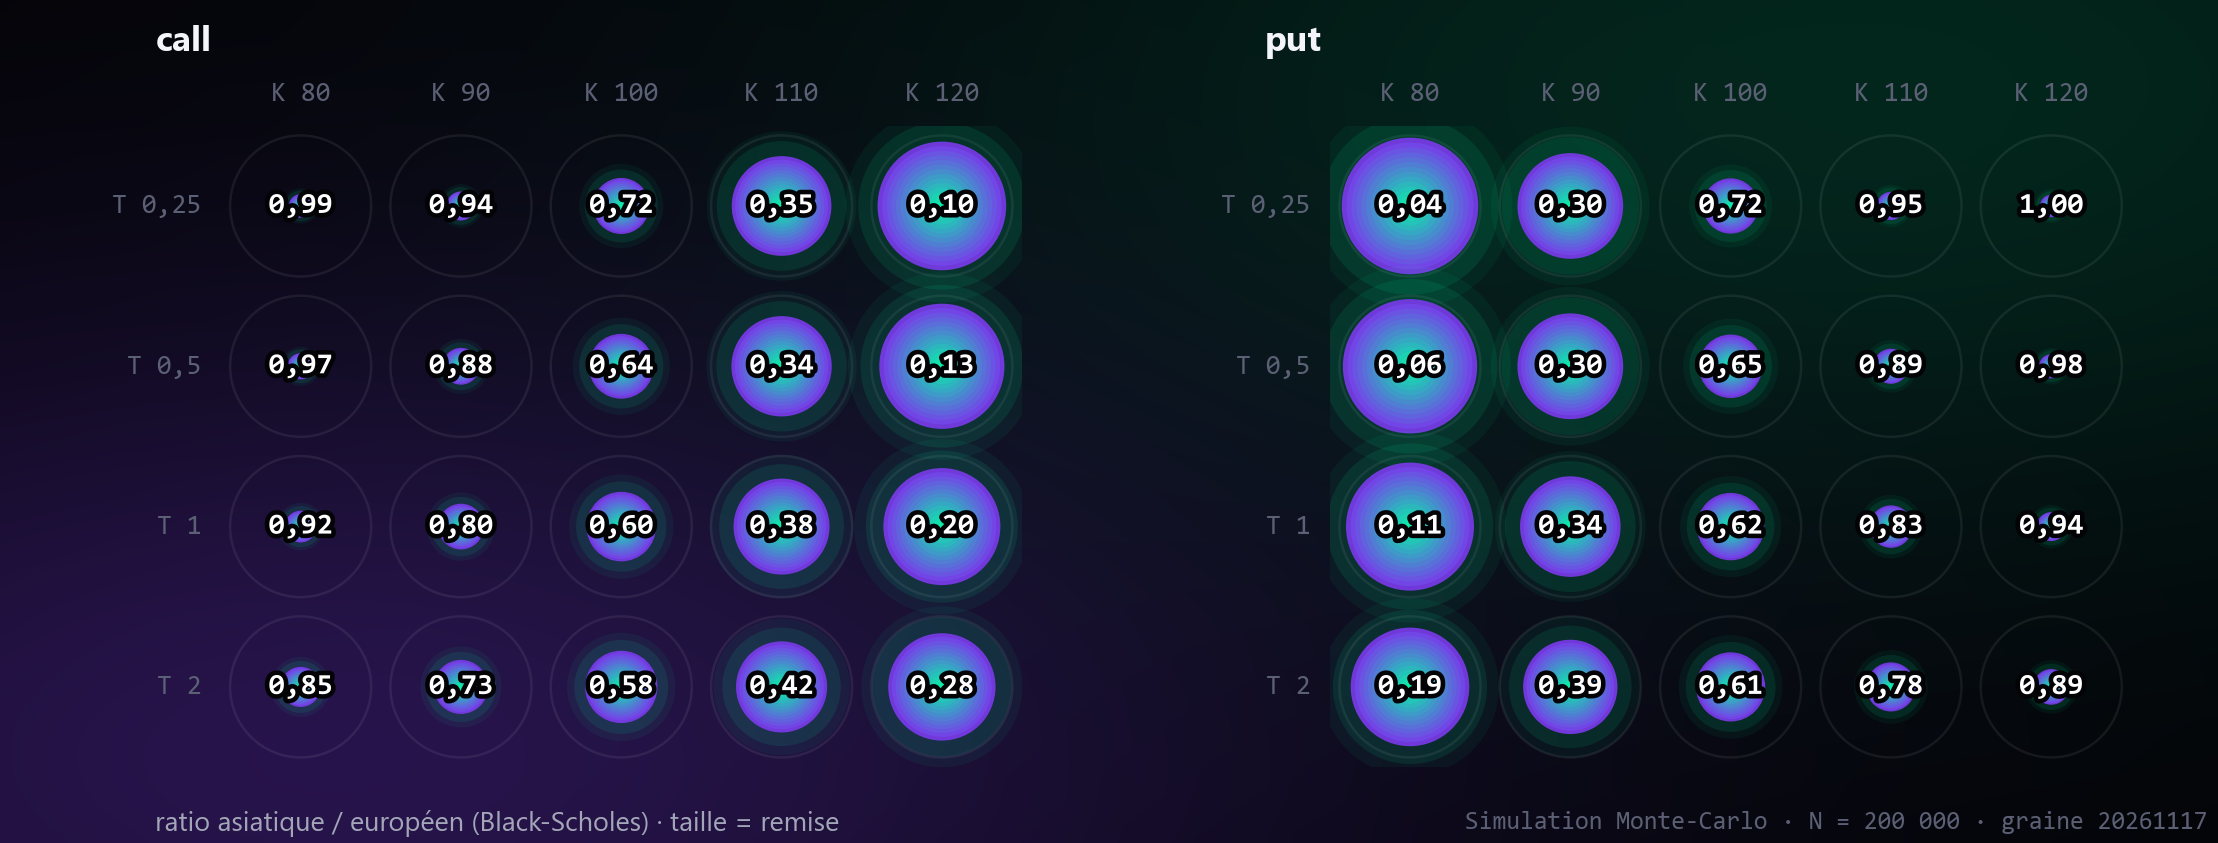 call
K 80 K 90 K 100 K 110 K 120
T 0,25 0,99 0,94 0,72 0,35 0,10
T 0,5 0,97 0,88 0,64 0,34 0,13
T 1 0,92 0,80 0,60 0,38 0,20
T 2 0,85 0,73 0,58 0,42 0,28
put
K 80 K 90 K 100 K 110 K 120
T 0,25 0,04 0,30 0,72 0,95 1,00
T 0,5 0,06 0,30 0,65 0,89 0,98
T 1 0,11 0,34 0,62 0,83 0,94
T 2 0,19 0,39 0,61 0,78 0,89
ratio asiatique / européen (Black-Scholes) · taille = remise
Simulation Monte-Carlo · N = 200 000 · graine 20261117